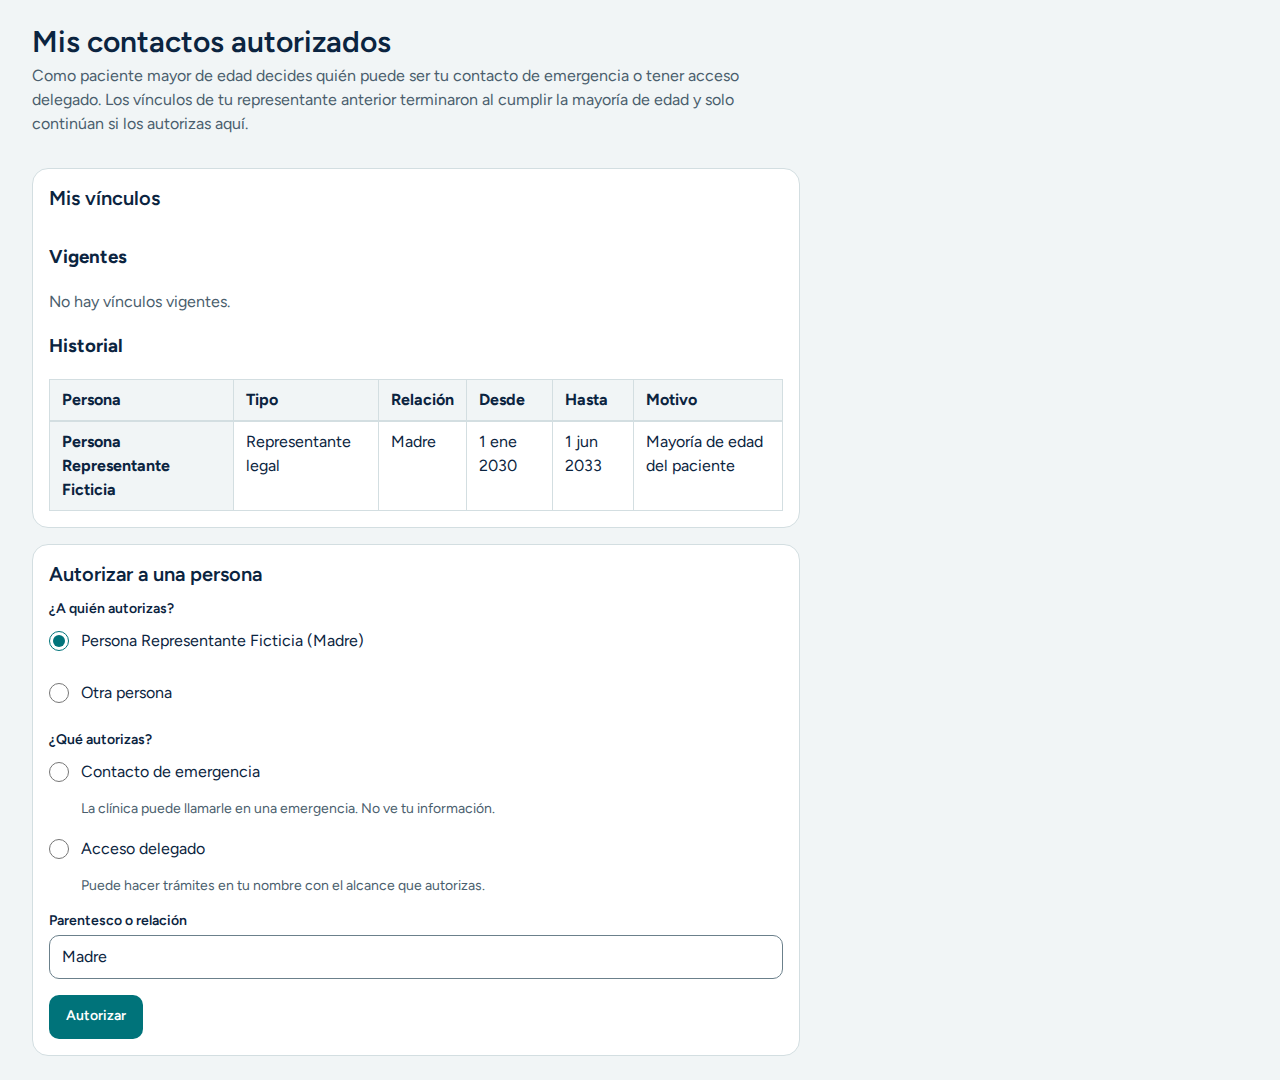 Mis contactos autorizados
Como paciente mayor de edad decides quién puede ser tu contacto de emergencia o tener acceso
delegado. Los vínculos de tu representante anterior terminaron al cumplir la mayoría de edad y solo
continúan si los autorizas aquí.
Mis vínculos
Vigentes
No hay vínculos vigentes.
Historial
Persona Tipo Relación Desde Hasta Motivo
Persona Representante Madre 1 ene 1 jun Mayoría de edad
Representante legal 2030 2033 del paciente
Ficticia
Autorizar a una persona
¿A quién autorizas?
Persona Representante Ficticia (Madre)
Otra persona
¿Qué autorizas?
Contacto de emergencia
La clínica puede llamarle en una emergencia. No ve tu información.
Acceso delegado
Puede hacer trámites en tu nombre con el alcance que autorizas.
Parentesco o relación
Madre
Autorizar